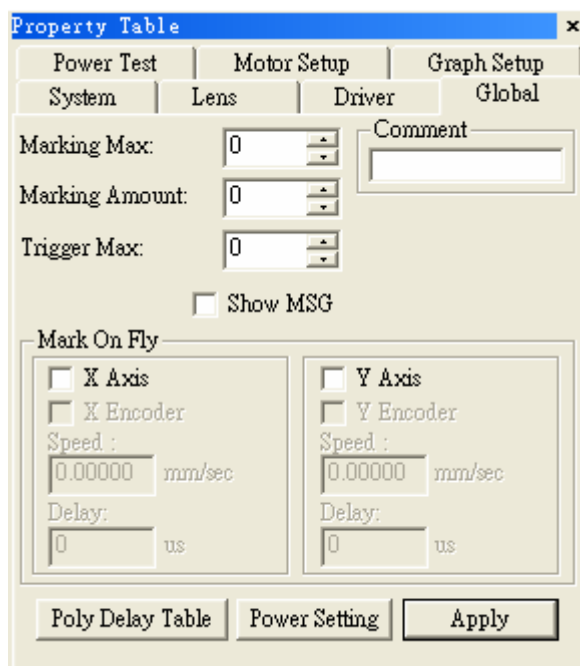 Property Table
Power Test Motor Setup Graph Setup
System Lens Driver Global
Marking Max: 0
Comment
Marking Amount: 0
Trigger Max: 0
Show MSG
Mark On Fly
X Axis Y Axis
X Encoder Y Encoder
Speed : Speed :
0.00000 mm/sec 0.00000 mm/sec
Delay: Delay:
0 us 0 us
Poly Delay Table Power Setting Apply